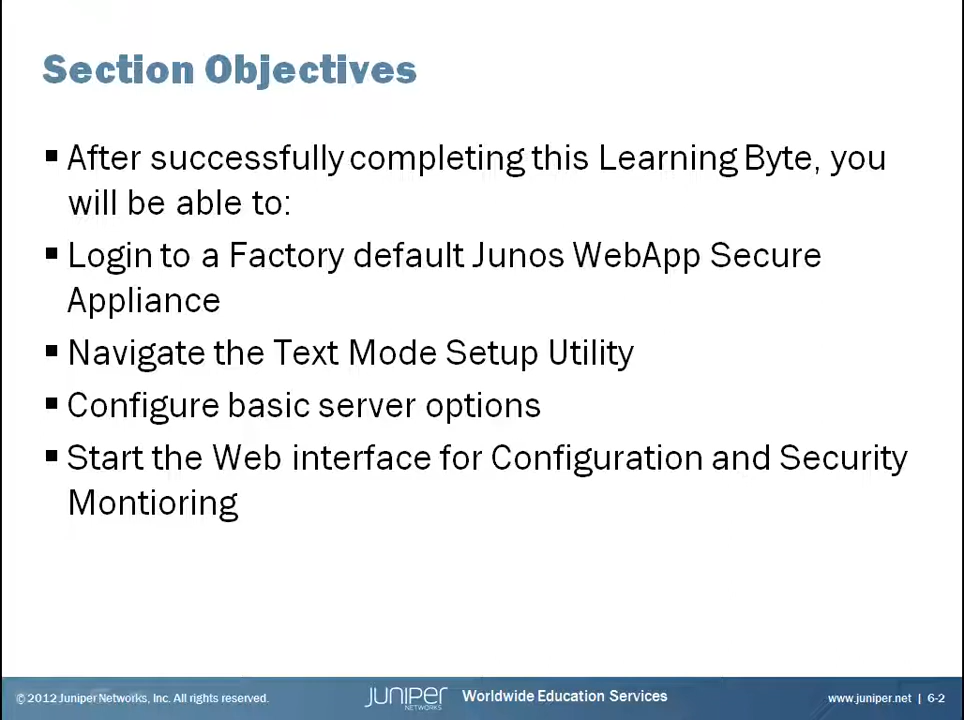 Section Objectives
▪ After successfully completing this Learning Byte, you
will be able to:
▪ Login to a Factory default Junos WebApp Secure
Appliance
▪ Navigate the Text Mode Setup Utility
▪ Configure basic server options
▪ Start the Web interface for Configuration and Security
Montioring
© 2012 Juniper Networks, Inc. All rights reserved.
JUNIPER
NETWORKS
Worldwide Education Services
www.juniper.net | 6-2